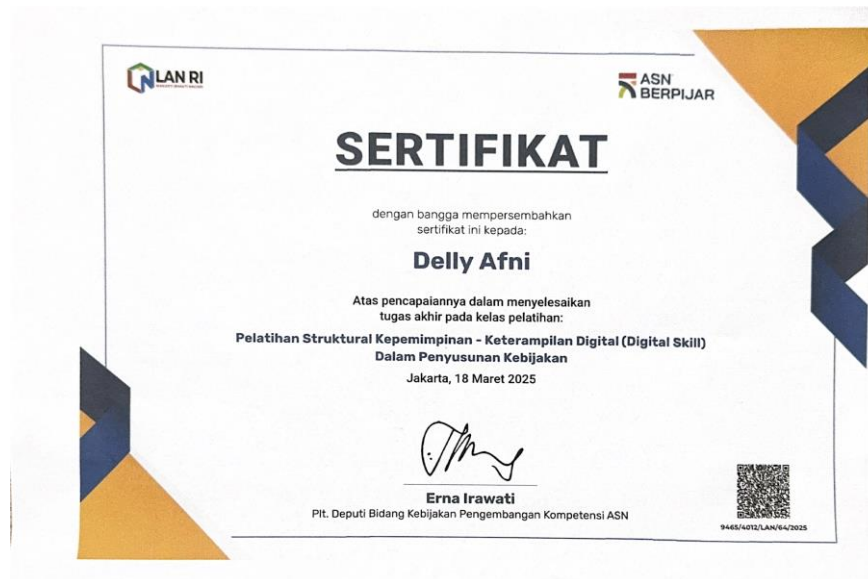 LAN RI
ASN
BERPIJAR
SERTIFIKAT
dengan bangga mempersembahkan
sertifikat ini kepada:
Delly Afni
Atas pencapaiannya dalam menyelesaikan
tugas akhir pada kelas pelatihan:
Pelatihan Struktural Kepemimpinan - Keterampilan Digital (Digital Skill)
Dalam Penyusunan Kebijakan
Jakarta, 18 Maret 2025
Erna Irawati
Plt. Deputi Bidang Kebijakan Pengembangan Kompetensi ASN
9465/4012/LAN/64/2025